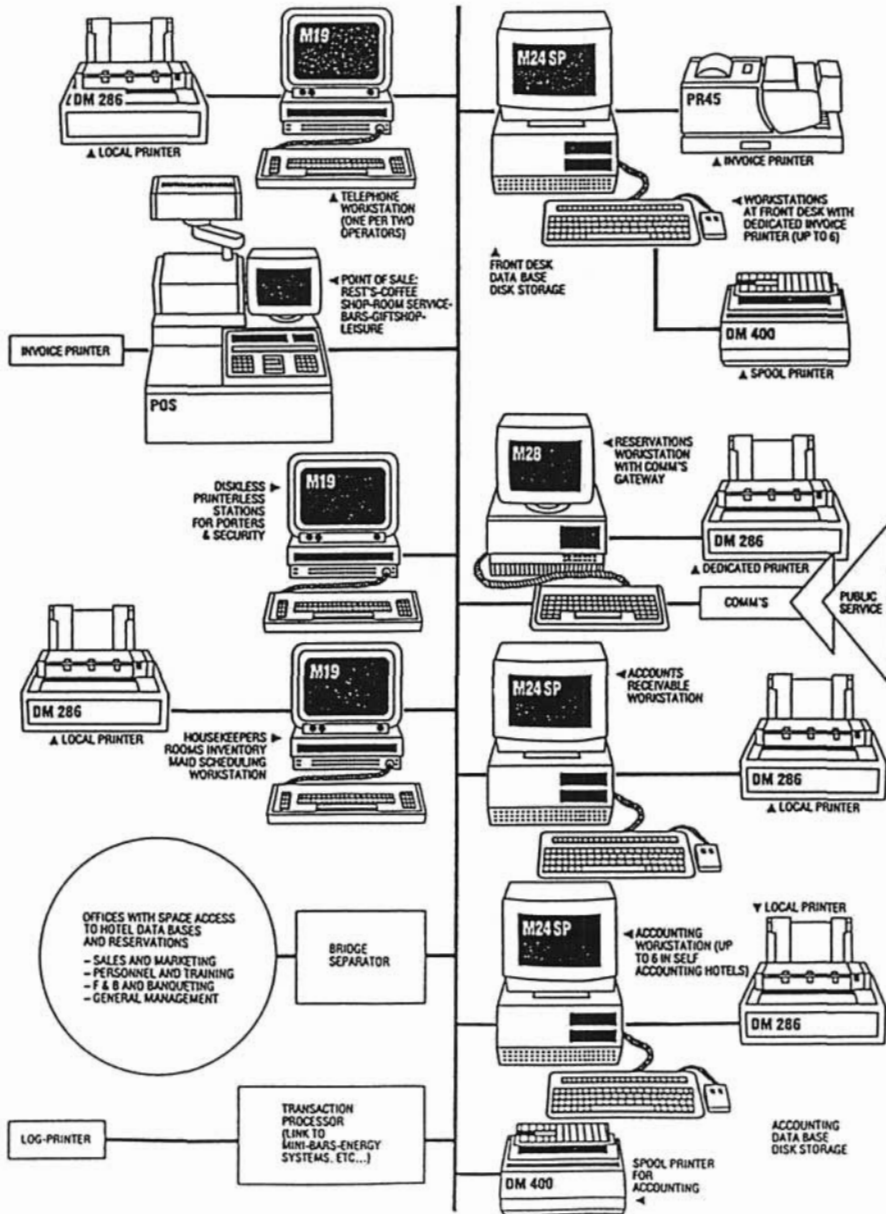 M19
DM 286
▲ LOCAL PRINTER
▲ TELEPHONE
WORKSTATION
(ONE PER TWO
OPERATORS)
◄ POINT OF SALE:
REST'S-COFFEE
SHOP-ROOM SERVICE-
BARS-GIFTSHOP-
LEISURE
INVOICE PRINTER
POS
M24 SP
PR45
▲ INVOICE PRINTER
◄ WORKSTATIONS
AT FRONT DESK WITH
DEDICATED INVOICE
PRINTER (UP TO 6)
▲
FRONT DESK
DATA BASE
DISK STORAGE
DM 400
▲ SPOOL PRINTER
DISKLESS ►
PRINTERLESS
STATIONS
FOR PORTERS
& SECURITY
M19
M28
◄ RESERVATIONS
WORKSTATION
WITH COMM'S
GATEWAY
DM 286
▲ DEDICATED PRINTER
COMM'S
PUBLIC
SERVICE
DM 286
▲ LOCAL PRINTER
M19
HOUSEKEEPERS ►
ROOMS INVENTORY
MAID SCHEDULING
WORKSTATION
M24 SP
◄ ACCOUNTS
RECEIVABLE
WORKSTATION
DM 286
▲ LOCAL PRINTER
OFFICES WITH SPACE ACCESS
TO HOTEL DATA BASES
AND RESERVATIONS
– SALES AND MARKETING
– PERSONNEL AND TRAINING
– F & B AND BANQUETING
– GENERAL MANAGEMENT
BRIDGE
SEPARATOR
M24 SP
◄ ACCOUNTING
WORKSTATION (UP
TO 6 IN SELF
ACCOUNTING HOTELS)
▼ LOCAL PRINTER
DM 286
LOG-PRINTER
TRANSACTION
PROCESSOR
(LINK TO
MINI-BARS-ENERGY
SYSTEMS, ETC...)
DM 400
SPOOL PRINTER
FOR
ACCOUNTING
◄
ACCOUNTING
DATA BASE
DISK STORAGE